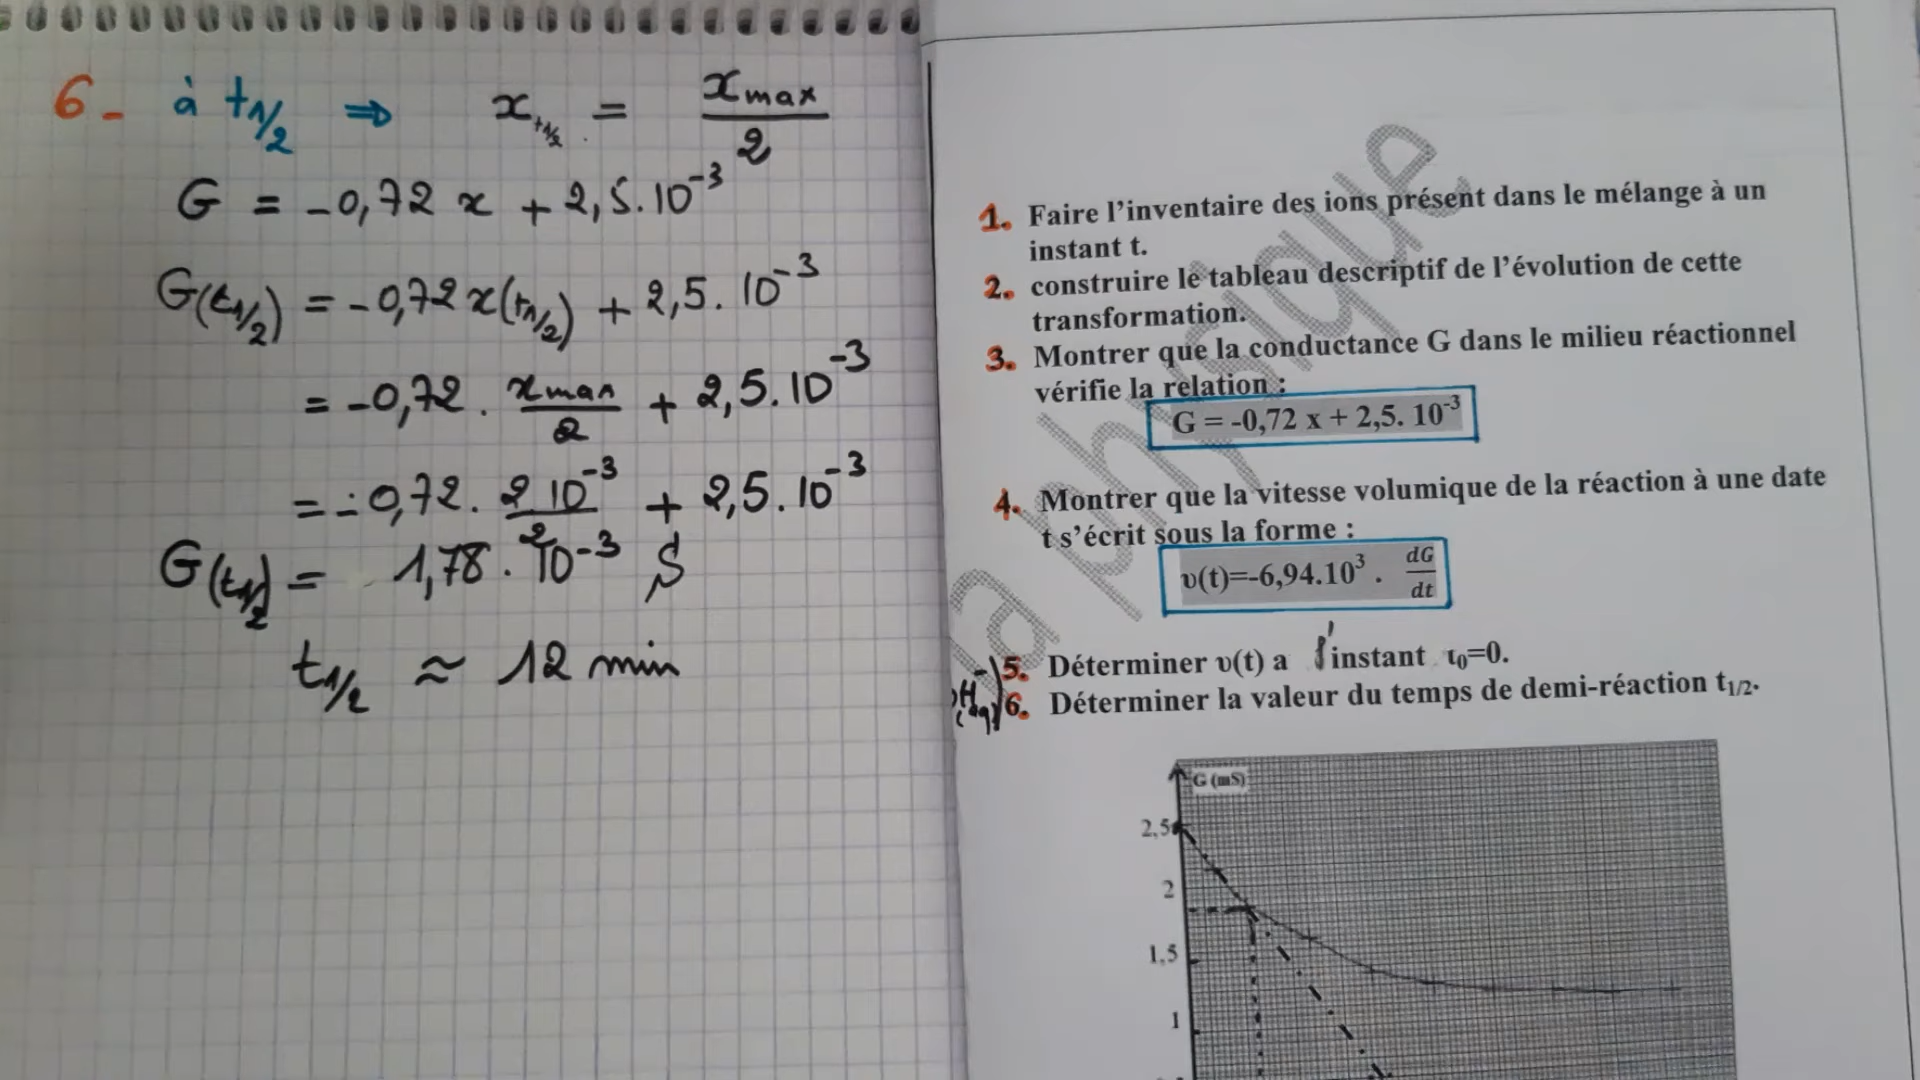 6- à t1/2 ⇒ x t1/2 = xmax/2
G = -0,72 x + 2,5.10⁻³
G(t1/2) = -0,72 x(t1/2) + 2,5. 10⁻³
= -0,72 . xmax/2 + 2,5.10⁻³
= -0,72. 2 10⁻³/2 + 2,5.10⁻³
G(t1/2) = 1,78.10⁻³ S
t1/2 ≈ 12 min
la physique
1. Faire l'inventaire des ions présent dans le mélange à un
instant t.
2. construire le tableau descriptif de l'évolution de cette
transformation.
3. Montrer que la conductance G dans le milieu réactionnel
vérifie la relation :
G = -0,72 x + 2,5. 10⁻³
4. Montrer que la vitesse volumique de la réaction à une date
t s'écrit sous la forme :
υ(t)=-6,94.10³ . dG/dt
5. Déterminer υ(t) a l'instant t₀=0.
6. Déterminer la valeur du temps de demi-réaction t1/2.
G (mS)
2,5
2
1,5
1